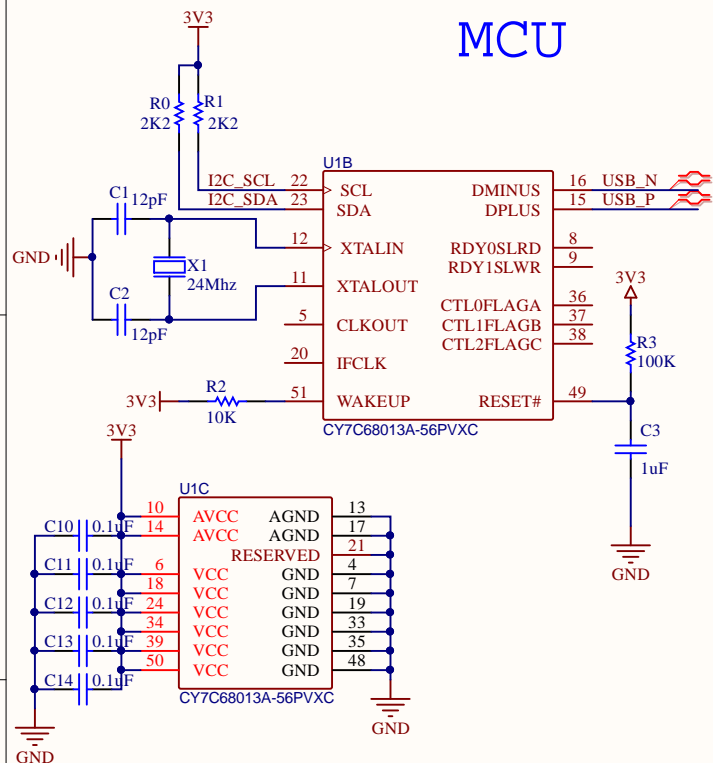 3V3
MCU
R0
R1
2K2
2K2
U1B
I2C_SCL 22 SCL DMINUS 16 USB_N
I2C_SDA 23 SDA DPLUS 15 USB_P
C1 12pF
12 XTALIN RDY0SLRD 8
GND
X1
RDY1SLWR 9
24Mhz
11 XTALOUT
3V3
C2
12pF
CTL0FLAGA 36
5 CLKOUT CTL1FLAGB 37
CTL2FLAGC 38
R3
100K
20 IFCLK
R2
3V3
10K
51 WAKEUP RESET# 49
CY7C68013A-56PVXC
C3
1uF
GND
3V3
U1C
10 AVCC AGND 13
C10 0.1uF 14 AVCC AGND 17
RESERVED 21
C11 0.1uF 6 VCC GND 4
18 VCC GND 7
C12 0.1uF 24 VCC GND 19
34 VCC GND 33
C13 0.1uF 39 VCC GND 35
50 VCC GND 48
C14 0.1uF
CY7C68013A-56PVXC
GND
GND